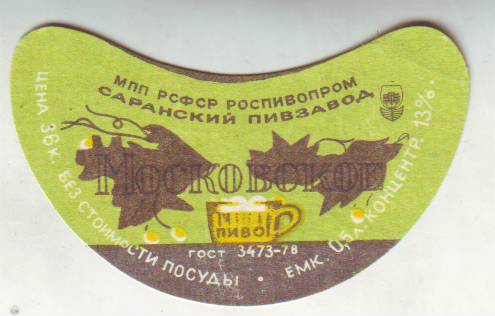 МПП РСФСР РОСПИВОПРОМ
САРАНСКИЙ ПИВЗАВОД
МОСКОВСКОЕ
ПИВО
ГОСТ 3473-78
ЦЕНА 36 К. БЕЗ СТОИМОСТИ ПОСУДЫ • ЕМК. 0,5 Л. КОНЦЕНТР. 13%.